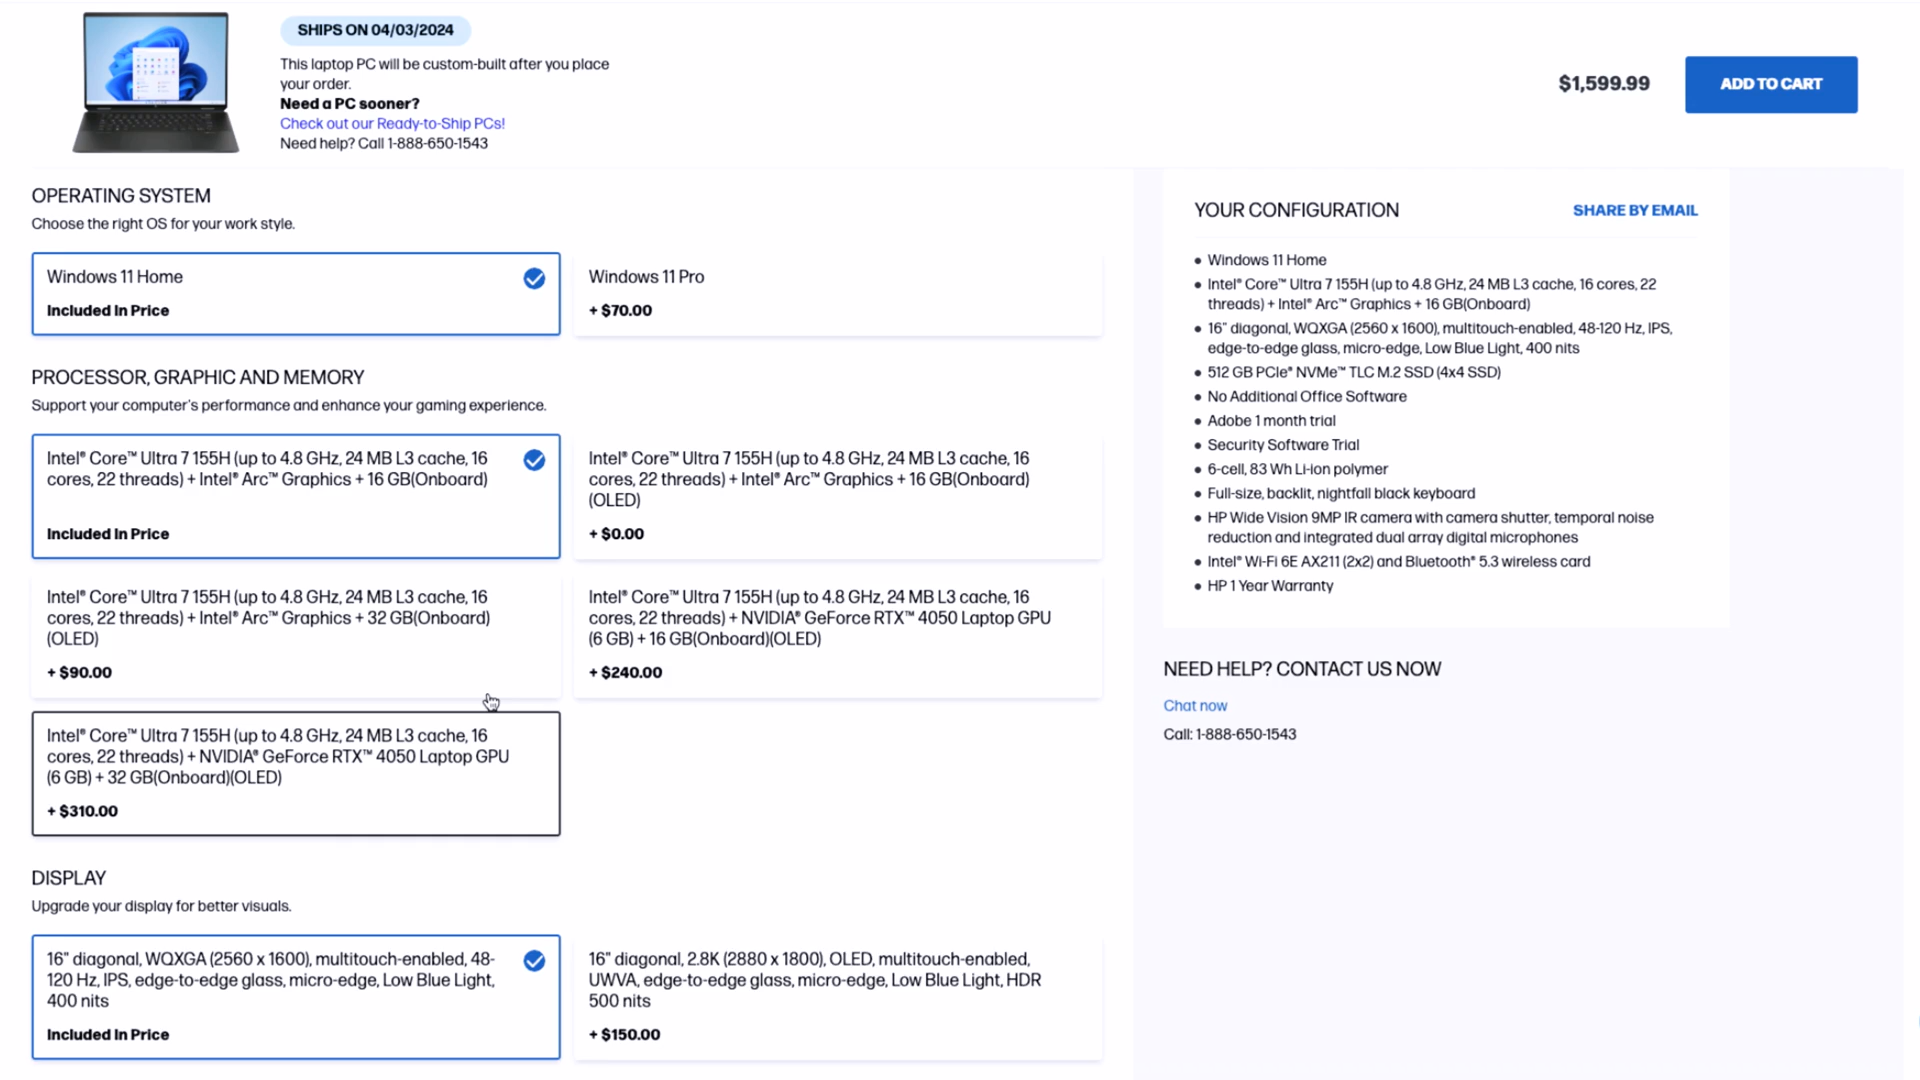 SHIPS ON 04/03/2024
This laptop PC will be custom-built after you place
your order.
Need a PC sooner?
Check out our Ready-to-Ship PCs!
Need help? Call 1-888-650-1543
$1,599.99
ADD TO CART
OPERATING SYSTEM
Choose the right OS for your work style.
Windows 11 Home
Included In Price
Windows 11 Pro
+ $70.00
PROCESSOR, GRAPHIC AND MEMORY
Support your computer's performance and enhance your gaming experience.
Intel® Core™ Ultra 7 155H (up to 4.8 GHz, 24 MB L3 cache, 16
cores, 22 threads) + Intel® Arc™ Graphics + 16 GB(Onboard)
Included In Price
Intel® Core™ Ultra 7 155H (up to 4.8 GHz, 24 MB L3 cache, 16
cores, 22 threads) + Intel® Arc™ Graphics + 16 GB(Onboard)
(OLED)
+ $0.00
Intel® Core™ Ultra 7 155H (up to 4.8 GHz, 24 MB L3 cache, 16
cores, 22 threads) + Intel® Arc™ Graphics + 32 GB(Onboard)
(OLED)
+ $90.00
Intel® Core™ Ultra 7 155H (up to 4.8 GHz, 24 MB L3 cache, 16
cores, 22 threads) + NVIDIA® GeForce RTX™ 4050 Laptop GPU
(6 GB) + 16 GB(Onboard)(OLED)
+ $240.00
Intel® Core™ Ultra 7 155H (up to 4.8 GHz, 24 MB L3 cache, 16
cores, 22 threads) + NVIDIA® GeForce RTX™ 4050 Laptop GPU
(6 GB) + 32 GB(Onboard)(OLED)
+ $310.00
DISPLAY
Upgrade your display for better visuals.
16" diagonal, WQXGA (2560 x 1600), multitouch-enabled, 48-
120 Hz, IPS, edge-to-edge glass, micro-edge, Low Blue Light,
400 nits
Included In Price
16" diagonal, 2.8K (2880 x 1800), OLED, multitouch-enabled,
UWVA, edge-to-edge glass, micro-edge, Low Blue Light, HDR
500 nits
+ $150.00
YOUR CONFIGURATION
SHARE BY EMAIL
• Windows 11 Home
• Intel® Core™ Ultra 7 155H (up to 4.8 GHz, 24 MB L3 cache, 16 cores, 22
threads) + Intel® Arc™ Graphics + 16 GB(Onboard)
• 16" diagonal, WQXGA (2560 x 1600), multitouch-enabled, 48-120 Hz, IPS,
edge-to-edge glass, micro-edge, Low Blue Light, 400 nits
• 512 GB PCIe® NVMe™ TLC M.2 SSD (4x4 SSD)
• No Additional Office Software
• Adobe 1 month trial
• Security Software Trial
• 6-cell, 83 Wh Li-ion polymer
• Full-size, backlit, nightfall black keyboard
• HP Wide Vision 9MP IR camera with camera shutter, temporal noise
reduction and integrated dual array digital microphones
• Intel® Wi-Fi 6E AX211 (2x2) and Bluetooth® 5.3 wireless card
• HP 1 Year Warranty
NEED HELP? CONTACT US NOW
Chat now
Call: 1-888-650-1543